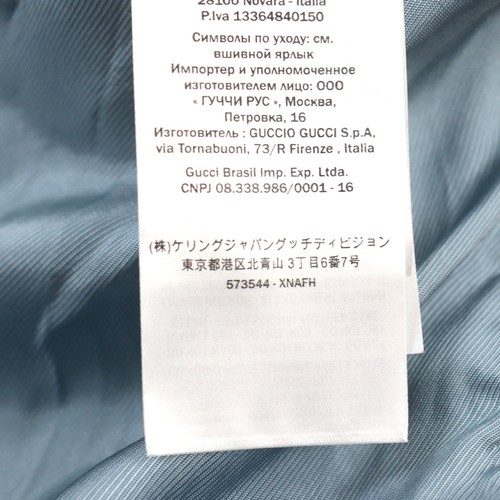 28100 Novara - Italia
P.Iva 13364840150
Символы по уходу: см.
вшивной ярлык
Импортер и уполномоченное
изготовителем лицо: ООО
« ГУЧЧИ РУС », Москва,
Петровка, 16
Изготовитель : GUCCIO GUCCI S.p.A,
via Tornabuoni, 73/R Firenze , Italia
Gucci Brasil Imp. Exp. Ltda.
CNPJ 08.338.986/0001 - 16
(株)ケリングジャパングッチディビジョン
東京都港区北青山 3丁目6番7号
573544 - XNAFH